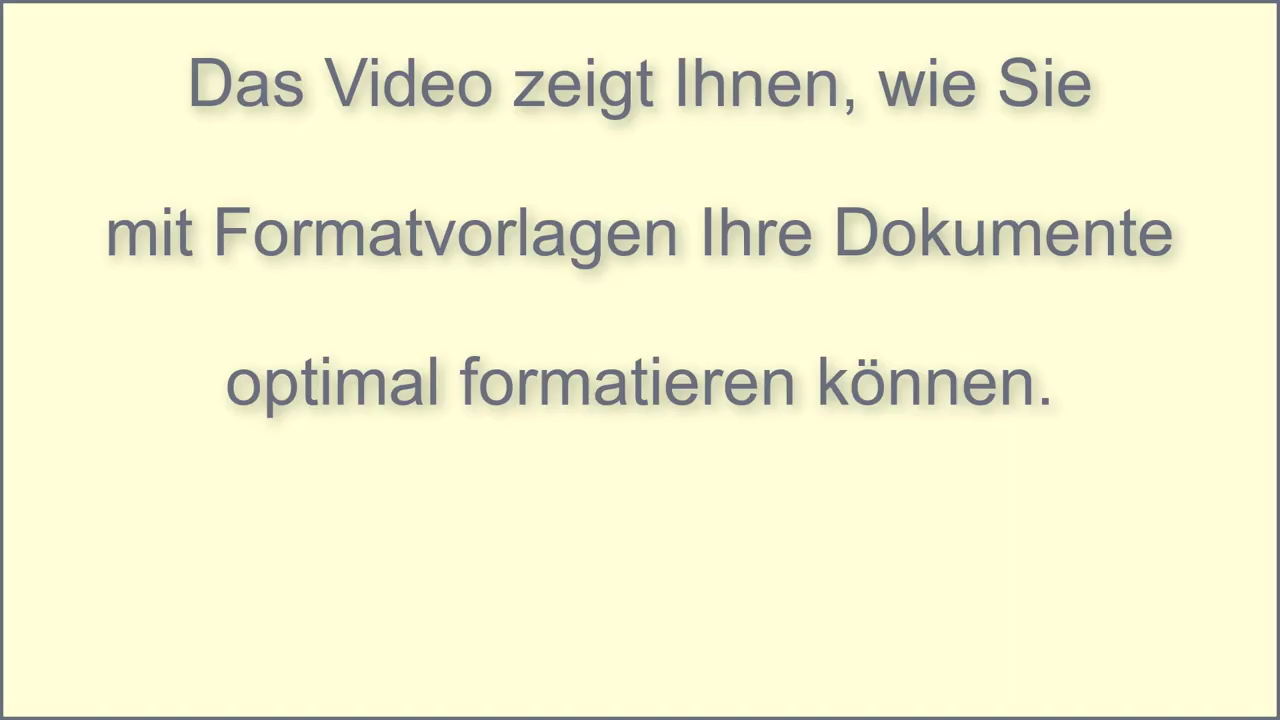 Das Video zeigt Ihnen, wie Sie
mit Formatvorlagen Ihre Dokumente
optimal formatieren können.